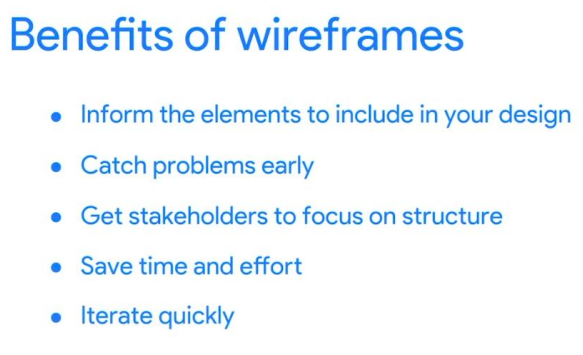 Benefits of wireframes
• Inform the elements to include in your design
• Catch problems early
• Get stakeholders to focus on structure
• Save time and effort
• Iterate quickly